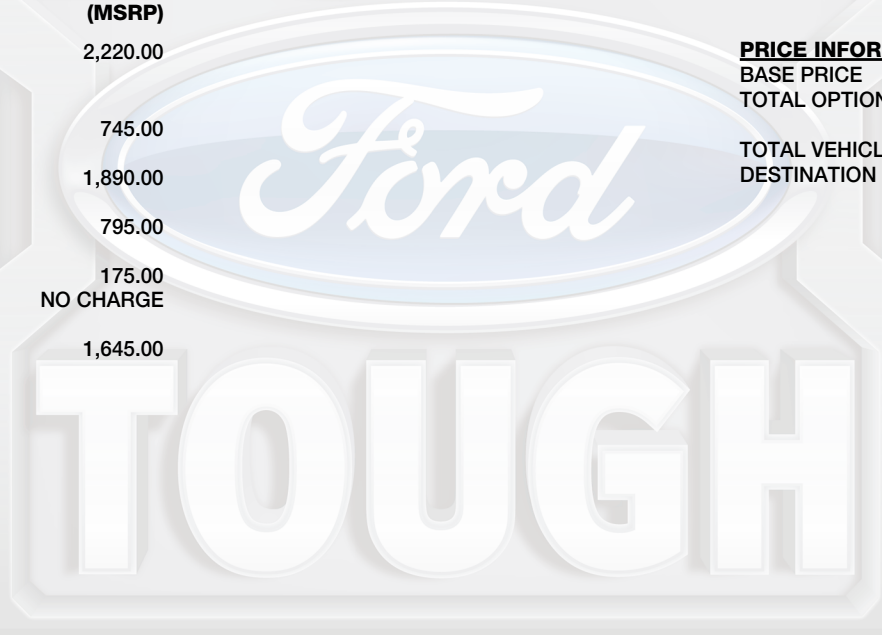 (MSRP)
2,220.00
745.00
1,890.00
795.00
175.00
NO CHARGE
1,645.00
PRICE INFOR
BASE PRICE
TOTAL OPTION
TOTAL VEHICL
DESTINATION
Ford
TOUGH